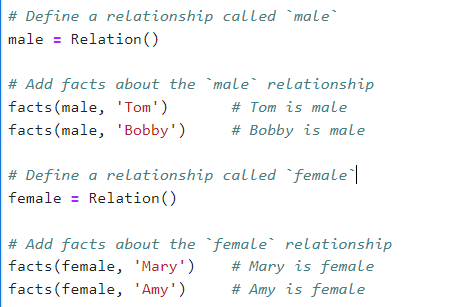 # Define a relationship called `male`
male = Relation()
# Add facts about the `male` relationship
facts(male, 'Tom')       # Tom is male
facts(male, 'Bobby')     # Bobby is male
# Define a relationship called `female`
female = Relation()
# Add facts about the `female` relationship
facts(female, 'Mary')    # Mary is female
facts(female, 'Amy')     # Amy is female